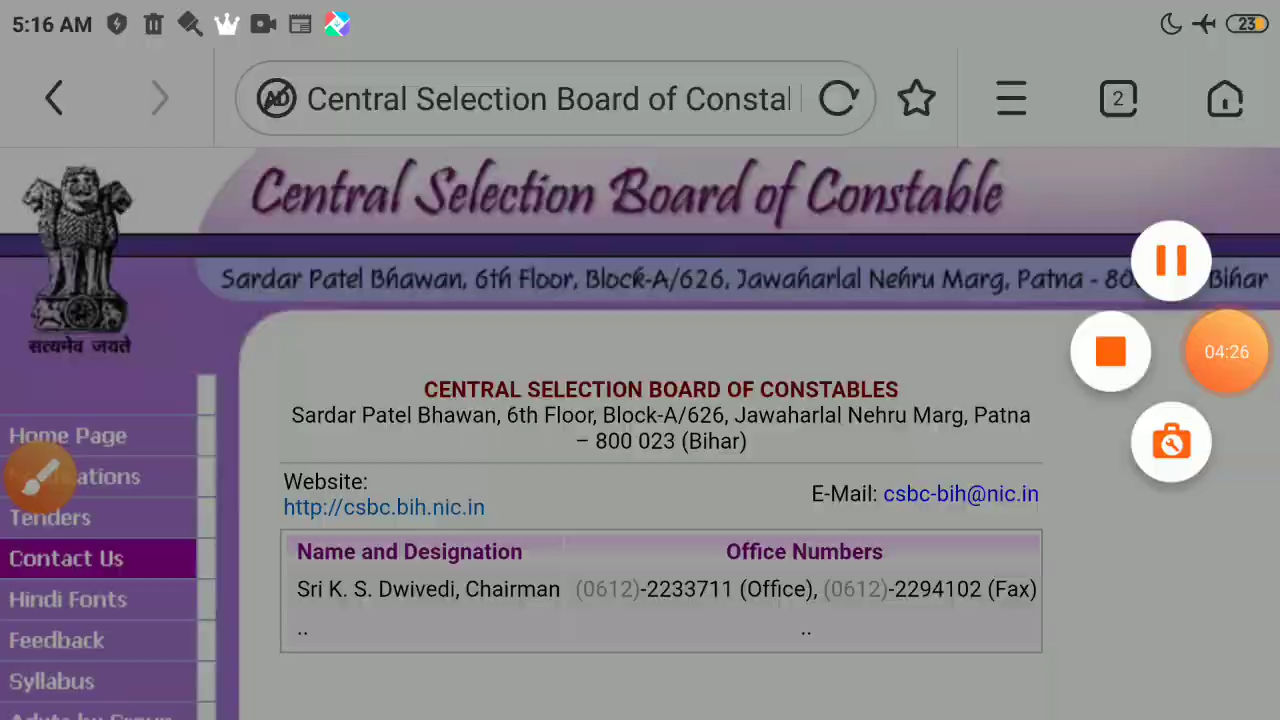 5:16 AM
23
Central Selection Board of Constal
2
Central Selection Board of Constable
Sardar Patel Bhawan, 6th Floor, Block-A/626, Jawaharlal Nehru Marg, Patna - 80 Bihar
सत्यमेव जयते
04:26
CENTRAL SELECTION BOARD OF CONSTABLES
Sardar Patel Bhawan, 6th Floor, Block-A/626, Jawaharlal Nehru Marg, Patna
– 800 023 (Bihar)
Website:
http://csbc.bih.nic.in
E-Mail: csbc-bih@nic.in
Name and Designation Office Numbers
Sri K. S. Dwivedi, Chairman (0612)-2233711 (Office), (0612)-2294102 (Fax)
.. ..
Home Page
ations
Tenders
Contact Us
Hindi Fonts
Feedback
Syllabus